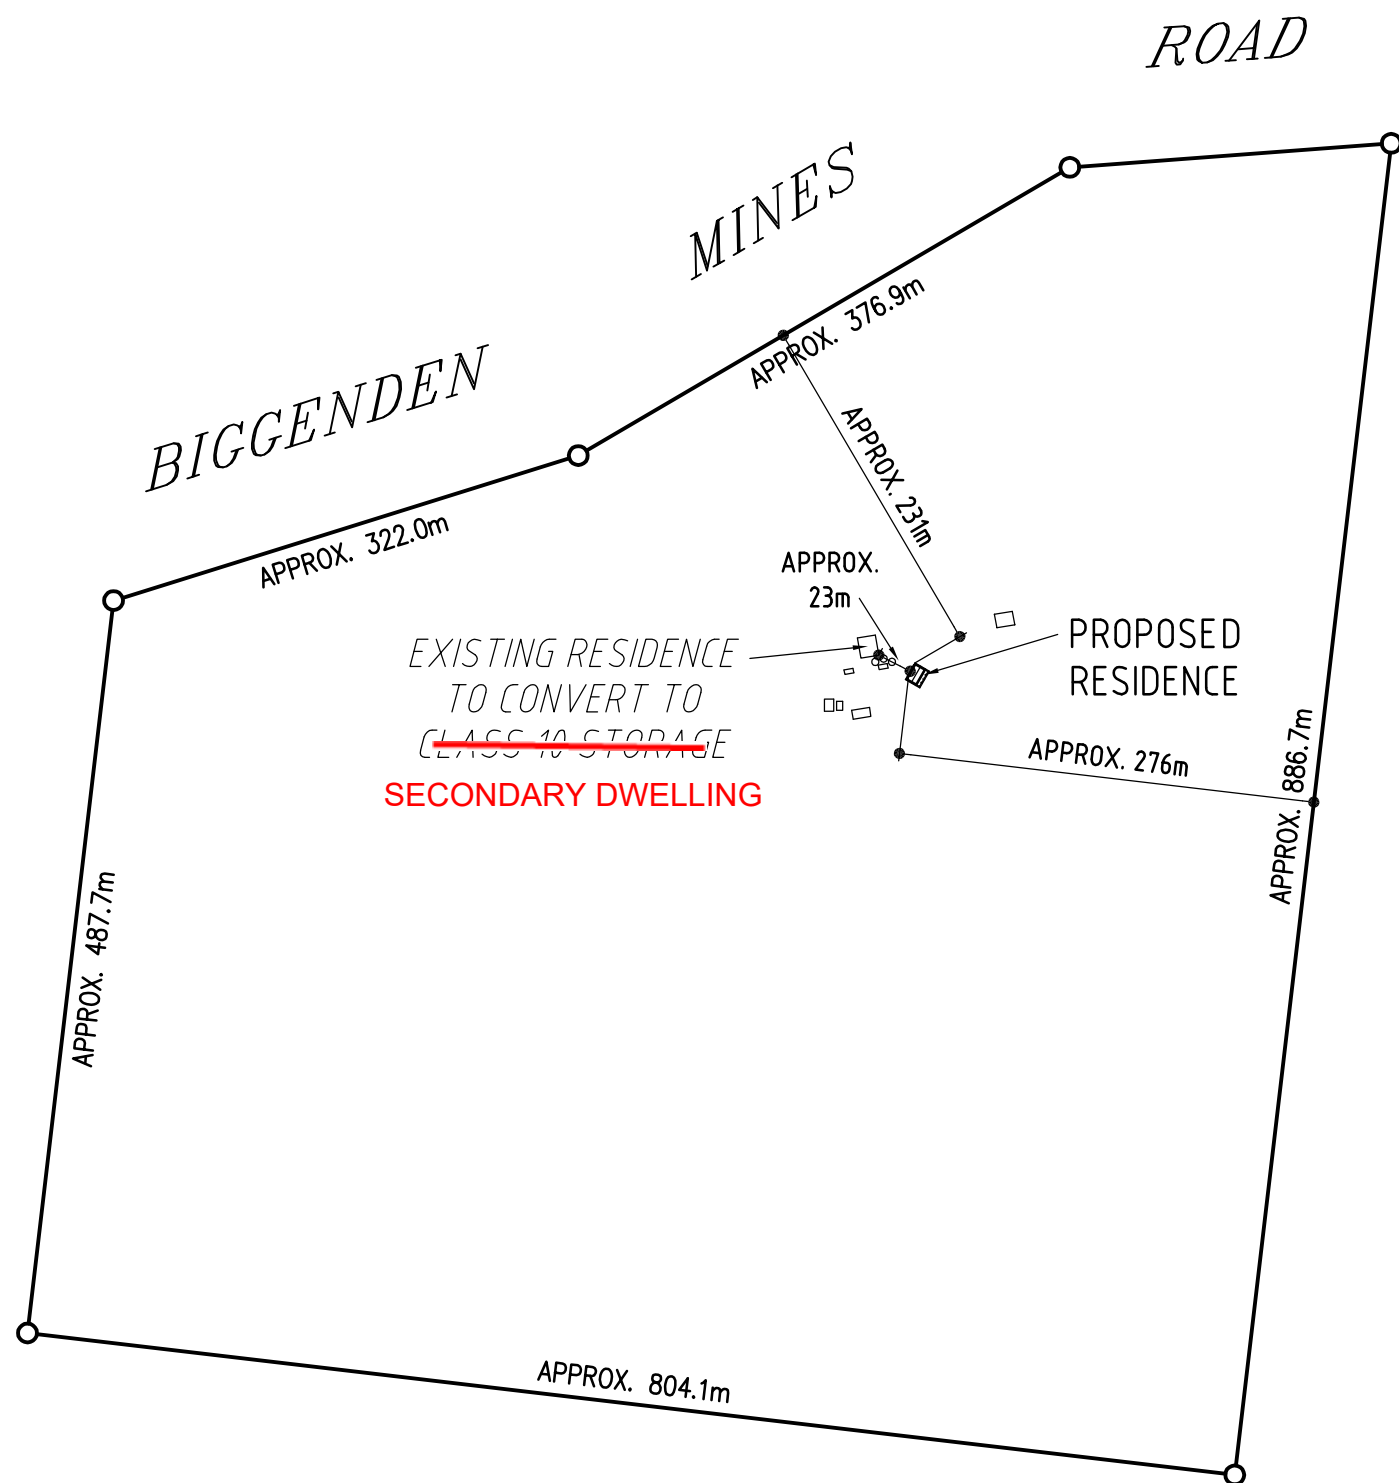 ROAD
MINES
BIGGENDEN
APPROX. 376.9m
APPROX. 322.0m
APPROX. 231m
APPROX.
23m
EXISTING RESIDENCE
TO CONVERT TO
CLASS 10 STORAGE
SECONDARY DWELLING
PROPOSED
RESIDENCE
APPROX. 276m
APPROX. 886.7m
APPROX. 487.7m
APPROX. 804.1m